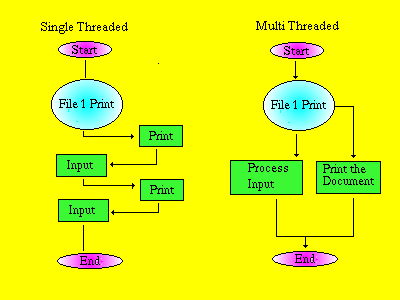 Single Threaded
Start
File 1 Print
Print
Input
Print
Input
End
Multi Threaded
Start
File 1 Print
Process
Input
Print the
Document
End